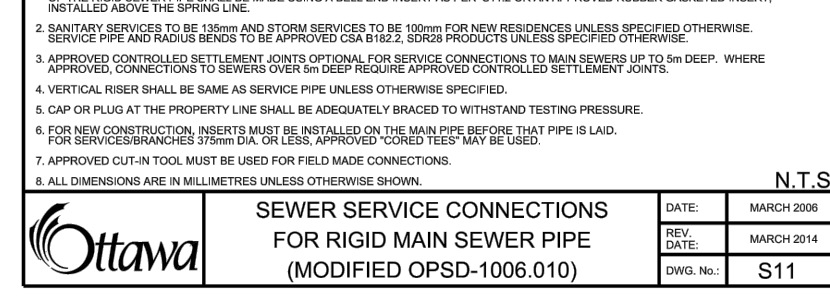 INSTALLED ABOVE THE SPRING LINE.
2. SANITARY SERVICES TO BE 135mm AND STORM SERVICES TO BE 100mm FOR NEW RESIDENCES UNLESS SPECIFIED OTHERWISE.
SERVICE PIPE AND RADIUS BENDS TO BE APPROVED CSA B182.2, SDR28 PRODUCTS UNLESS SPECIFIED OTHERWISE.
3. APPROVED CONTROLLED SETTLEMENT JOINTS OPTIONAL FOR SERVICE CONNECTIONS TO MAIN SEWERS UP TO 5m DEEP. WHERE
APPROVED, CONNECTIONS TO SEWERS OVER 5m DEEP REQUIRE APPROVED CONTROLLED SETTLEMENT JOINTS.
4. VERTICAL RISER SHALL BE SAME AS SERVICE PIPE UNLESS OTHERWISE SPECIFIED.
5. CAP OR PLUG AT THE PROPERTY LINE SHALL BE ADEQUATELY BRACED TO WITHSTAND TESTING PRESSURE.
6. FOR NEW CONSTRUCTION, INSERTS MUST BE INSTALLED ON THE MAIN PIPE BEFORE THAT PIPE IS LAID.
FOR SERVICES/BRANCHES 375mm DIA. OR LESS, APPROVED "CORED TEES" MAY BE USED.
7. APPROVED CUT-IN TOOL MUST BE USED FOR FIELD MADE CONNECTIONS.
8. ALL DIMENSIONS ARE IN MILLIMETRES UNLESS OTHERWISE SHOWN.
N.T.S
Ottawa
SEWER SERVICE CONNECTIONS
FOR RIGID MAIN SEWER PIPE
(MODIFIED OPSD-1006.010)
DATE: MARCH 2006
REV.
DATE: MARCH 2014
DWG. No.: S11